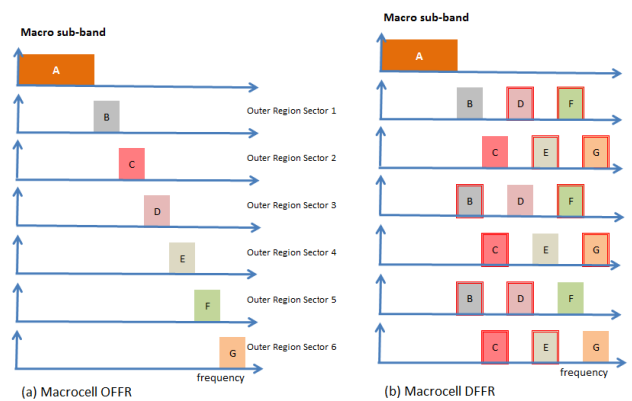 Macro sub-band
A
B
Outer Region Sector 1
C
Outer Region Sector 2
D
Outer Region Sector 3
E
Outer Region Sector 4
F
Outer Region Sector 5
G
Outer Region Sector 6
frequency
(a) Macrocell OFFR
Macro sub-band
A
B D F
C E G
B D F
C E G
B D F
C E G
frequency
(b) Macrocell DFFR